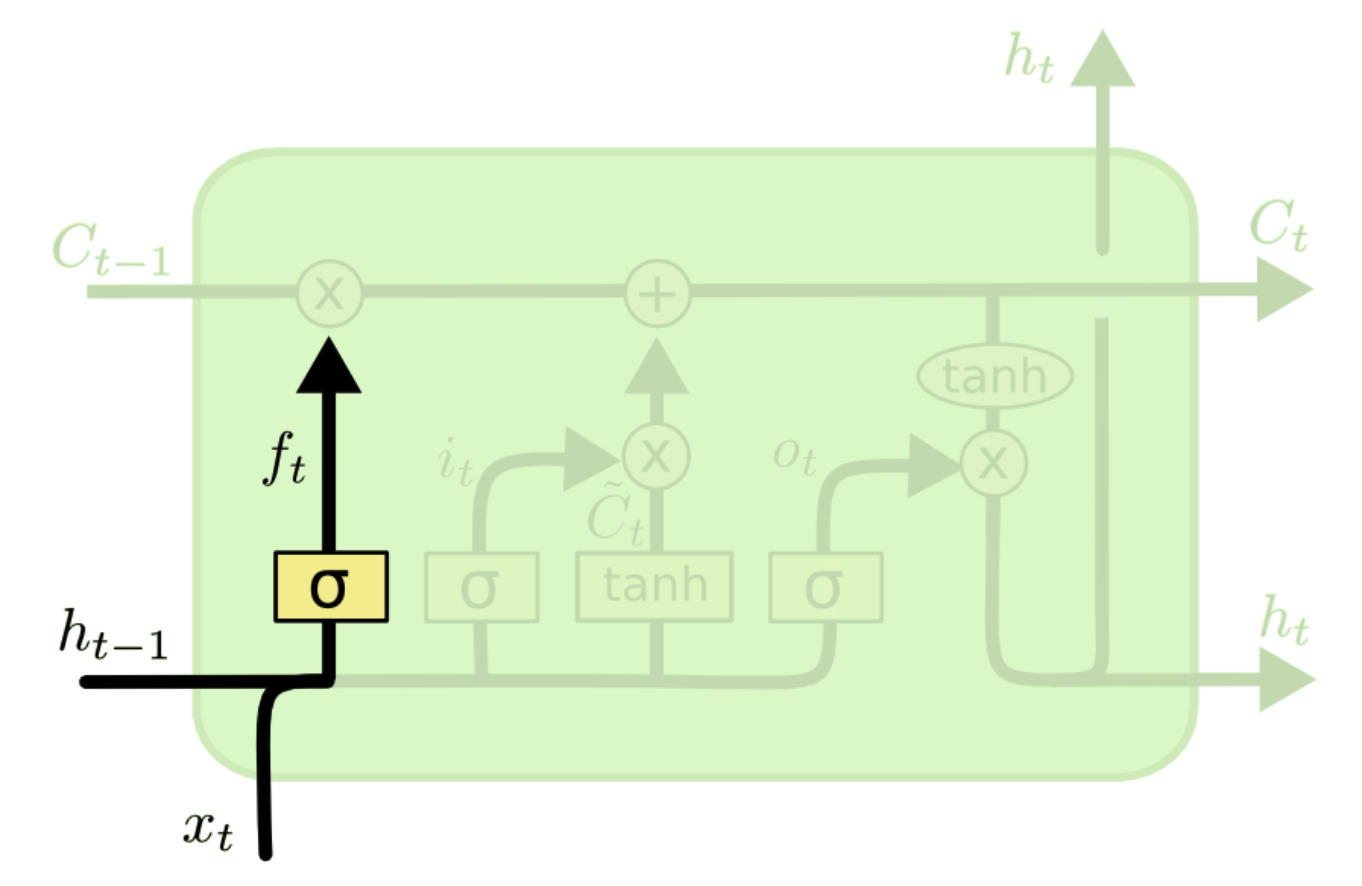 h_t
C_{t-1}
C_t
x
+
tanh
f_t
i_t
x
o_t
x
\tilde{C}_t
σ
σ
tanh
σ
h_{t-1}
h_t
x_t